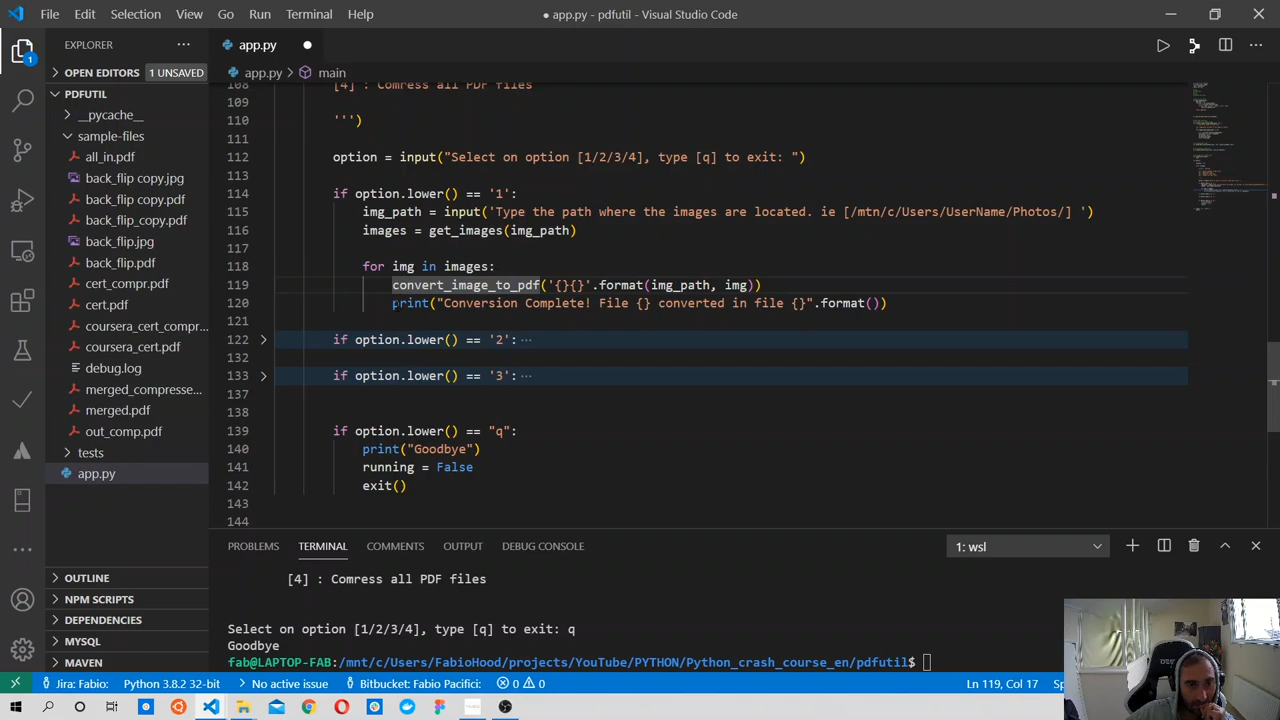 File Edit Selection View Go Run Terminal Help
● app.py - pdfutil - Visual Studio Code
EXPLORER
app.py
OPEN EDITORS 1 UNSAVED
app.py > main
PDFUTIL
__pycache__
sample-files
all_in.pdf
back_flip copy.jpg
back_flip copy.pdf
back_flip_copy.pdf
back_flip.jpg
back_flip.pdf
cert_compr.pdf
cert.pdf
coursera_cert_compr...
coursera_cert.pdf
debug.log
merged_compresse...
merged.pdf
out_comp.pdf
tests
app.py
OUTLINE
NPM SCRIPTS
DEPENDENCIES
MYSQL
MAVEN
108 [4] : Comress all PDF files
109
110 ''')
111
112 option = input("Select on option [1/2/3/4], type [q] to exit: ")
113
114 if option.lower() == '1':
115 img_path = input('Type the path where the images are located. ie [/mtn/c/Users/UserName/Photos/] ')
116 images = get_images(img_path)
117
118 for img in images:
119 convert_image_to_pdf('{}{}'.format(img_path, img))
120 print("Conversion Complete! File {} converted in file {}".format())
121
122 if option.lower() == '2': ...
132
133 if option.lower() == '3': ...
137
138
139 if option.lower() == "q":
140 print("Goodbye")
141 running = False
142 exit()
143
144
PROBLEMS TERMINAL COMMENTS OUTPUT DEBUG CONSOLE
1: wsl
[4] : Comress all PDF files
Select on option [1/2/3/4], type [q] to exit: q
Goodbye
fab@LAPTOP-FAB:/mnt/c/Users/FabioHood/projects/YouTube/PYTHON/Python_crash_course_en/pdfutil$
Jira: Fabio: Python 3.8.2 32-bit No active issue Bitbucket: Fabio Pacifici: 0 0
Ln 119, Col 17